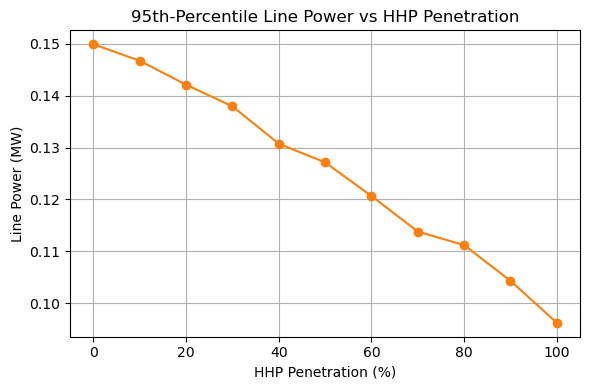 95th-Percentile Line Power vs HHP Penetration
0.15
0.14
0.13
0.12
0.11
0.10
Line Power (MW)
0 20 40 60 80 100
HHP Penetration (%)